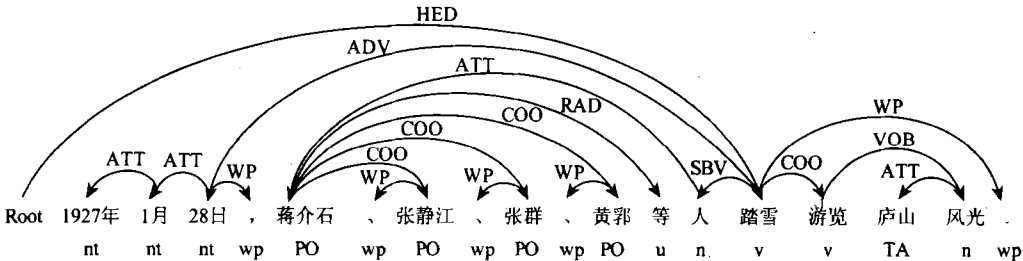 HED
ADV
ATT
RAD
WP
COO
COO
VOB
ATT ATT WP COO WP WP WP SBV COO ATT
Root 1927年 1月 28日 , 蒋介石 、 张静江 、 张群 、 黄郛 等 人 踏雪 游览 庐山 风光 .
nt nt nt wp PO wp PO wp PO wp PO u n v v TA n wp